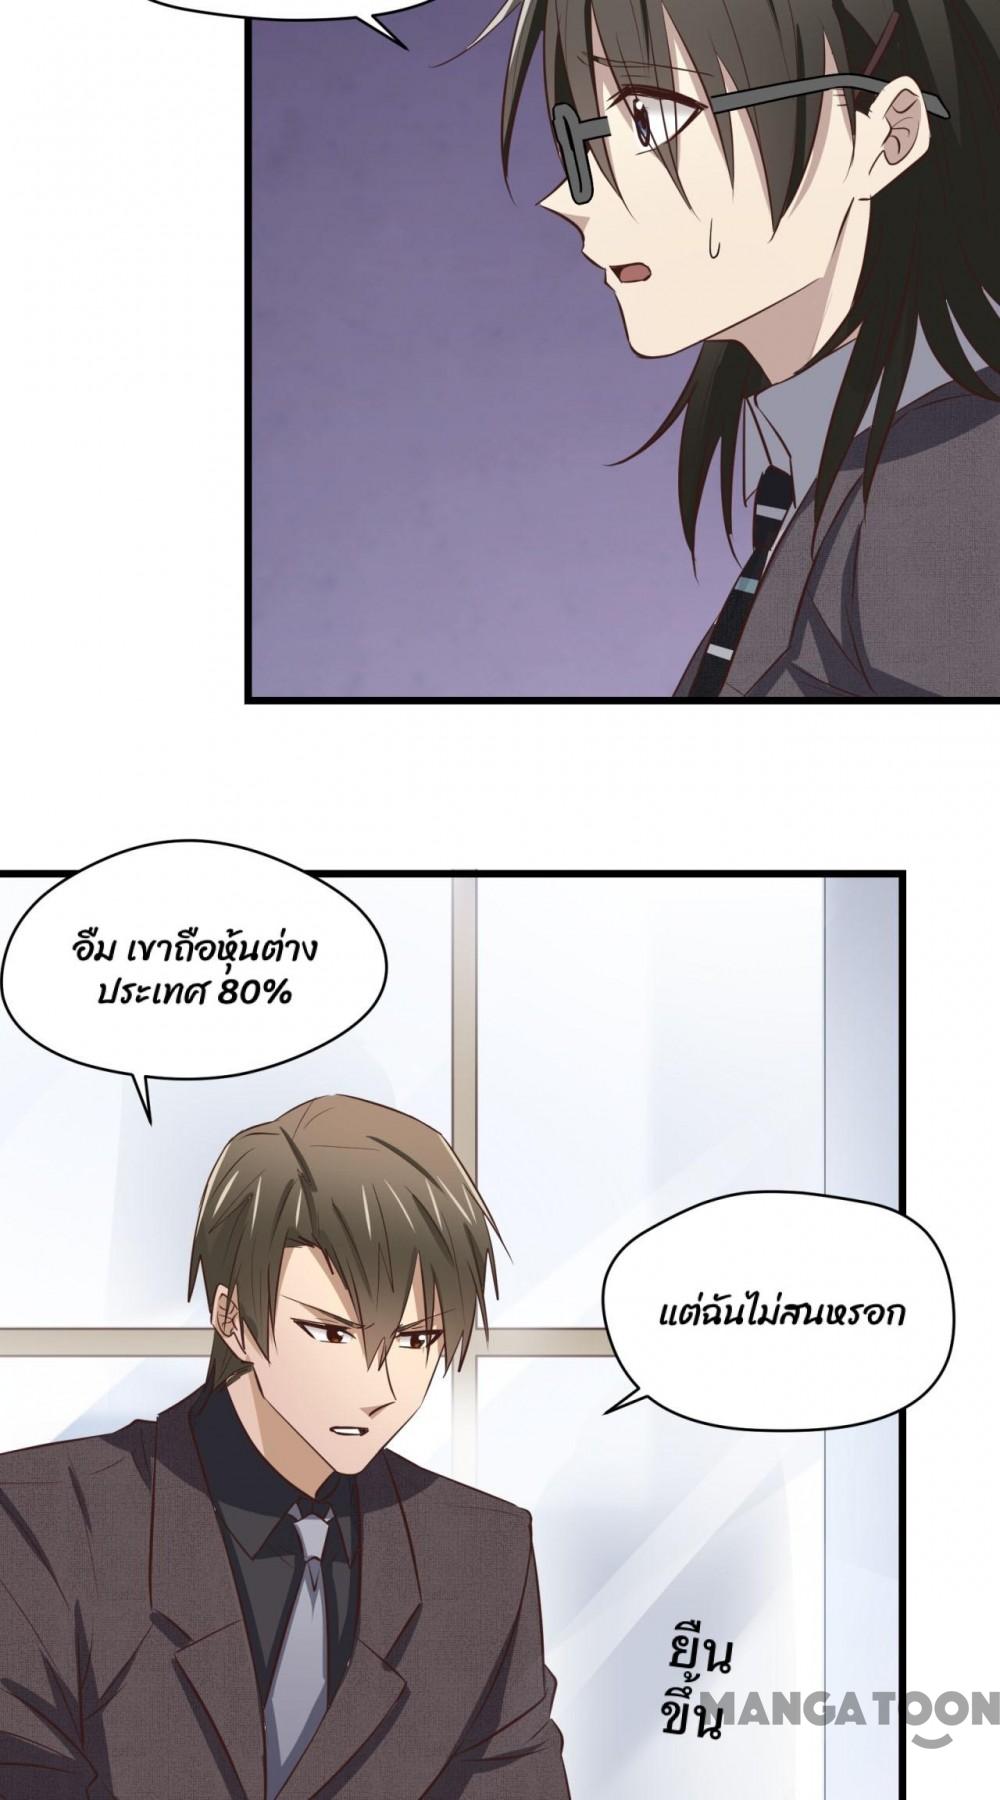 อืม เขาถือหุ้นต่าง
ประเทศ 80%
แต่ฉันไม่สนหรอก
ยืน
ขึ้น
MANGATOON